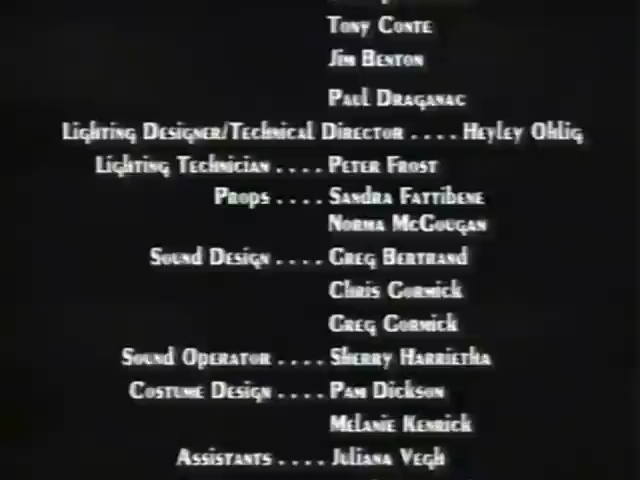 Tony Conte
Jim Benton
Paul Draganac
Lighting Designer/Technical Director .... Heyley Ohlig
Lighting Technician .... Peter Frost
Props .... Sandra Fattibene
Norma McGougan
Sound Design .... Greg Bertrand
Chris Gormick
Greg Gormick
Sound Operator .... Sherry Harrietha
Costume Design .... Pam Dickson
Melanie Kenrick
Assistants .... Juliana Vegh